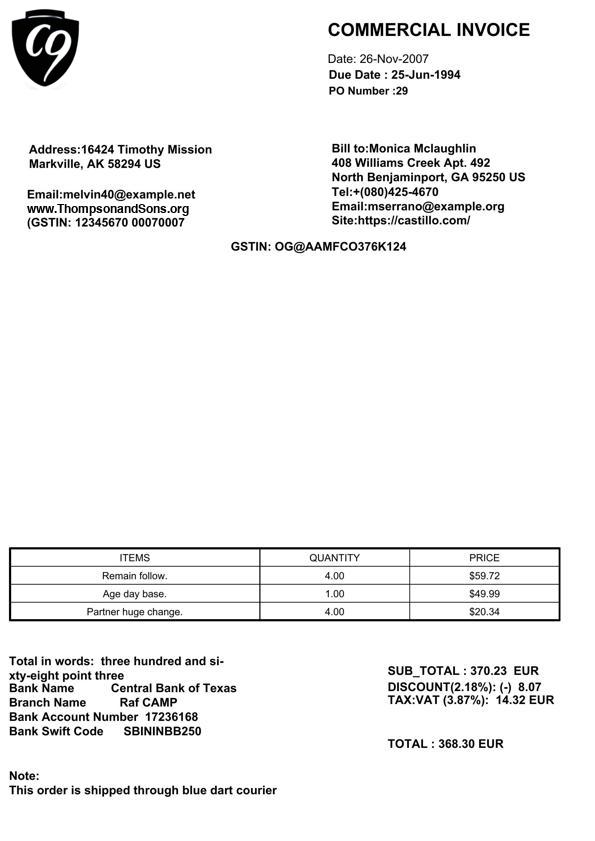 C9
COMMERCIAL INVOICE
Date: 26-Nov-2007
Due Date : 25-Jun-1994
PO Number :29
Address:16424 Timothy Mission
Markville, AK 58294 US
Email:melvin40@example.net
www.ThompsonandSons.org
(GSTIN: 12345670 00070007
Bill to:Monica Mclaughlin
408 Williams Creek Apt. 492
North Benjaminport, GA 95250 US
Tel:+(080)425-4670
Email:mserrano@example.org
Site:https://castillo.com/
GSTIN: OG@AAMFCO376K124
ITEMS QUANTITY PRICE
Remain follow. 4.00 $59.72
Age day base. 1.00 $49.99
Partner huge change. 4.00 $20.34
Total in words: three hundred and si-
xty-eight point three
Bank Name Central Bank of Texas
Branch Name Raf CAMP
Bank Account Number 17236168
Bank Swift Code SBININBB250
SUB_TOTAL : 370.23 EUR
DISCOUNT(2.18%): (-) 8.07
TAX:VAT (3.87%): 14.32 EUR
TOTAL : 368.30 EUR
Note:
This order is shipped through blue dart courier